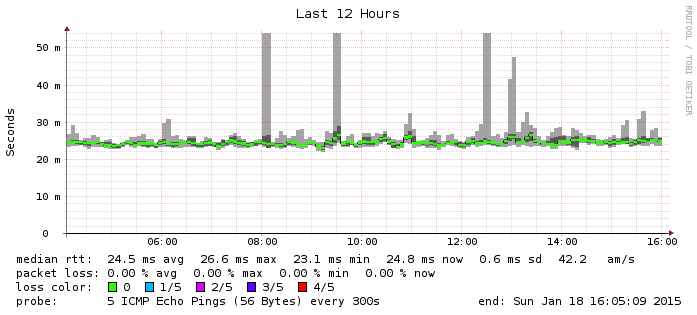 Last 12 Hours
RRDTOOL / TOBI OETIKER
Seconds
50 m
40 m
30 m
20 m
10 m
0
06:00 08:00 10:00 12:00 14:00 16:00
median rtt: 24.5 ms avg 26.6 ms max 23.1 ms min 24.8 ms now 0.6 ms sd 42.2 am/s
packet loss: 0.00 % avg 0.00 % max 0.00 % min 0.00 % now
loss color: 0 1/5 2/5 3/5 4/5
probe: 5 ICMP Echo Pings (56 Bytes) every 300s end: Sun Jan 18 16:05:09 2015